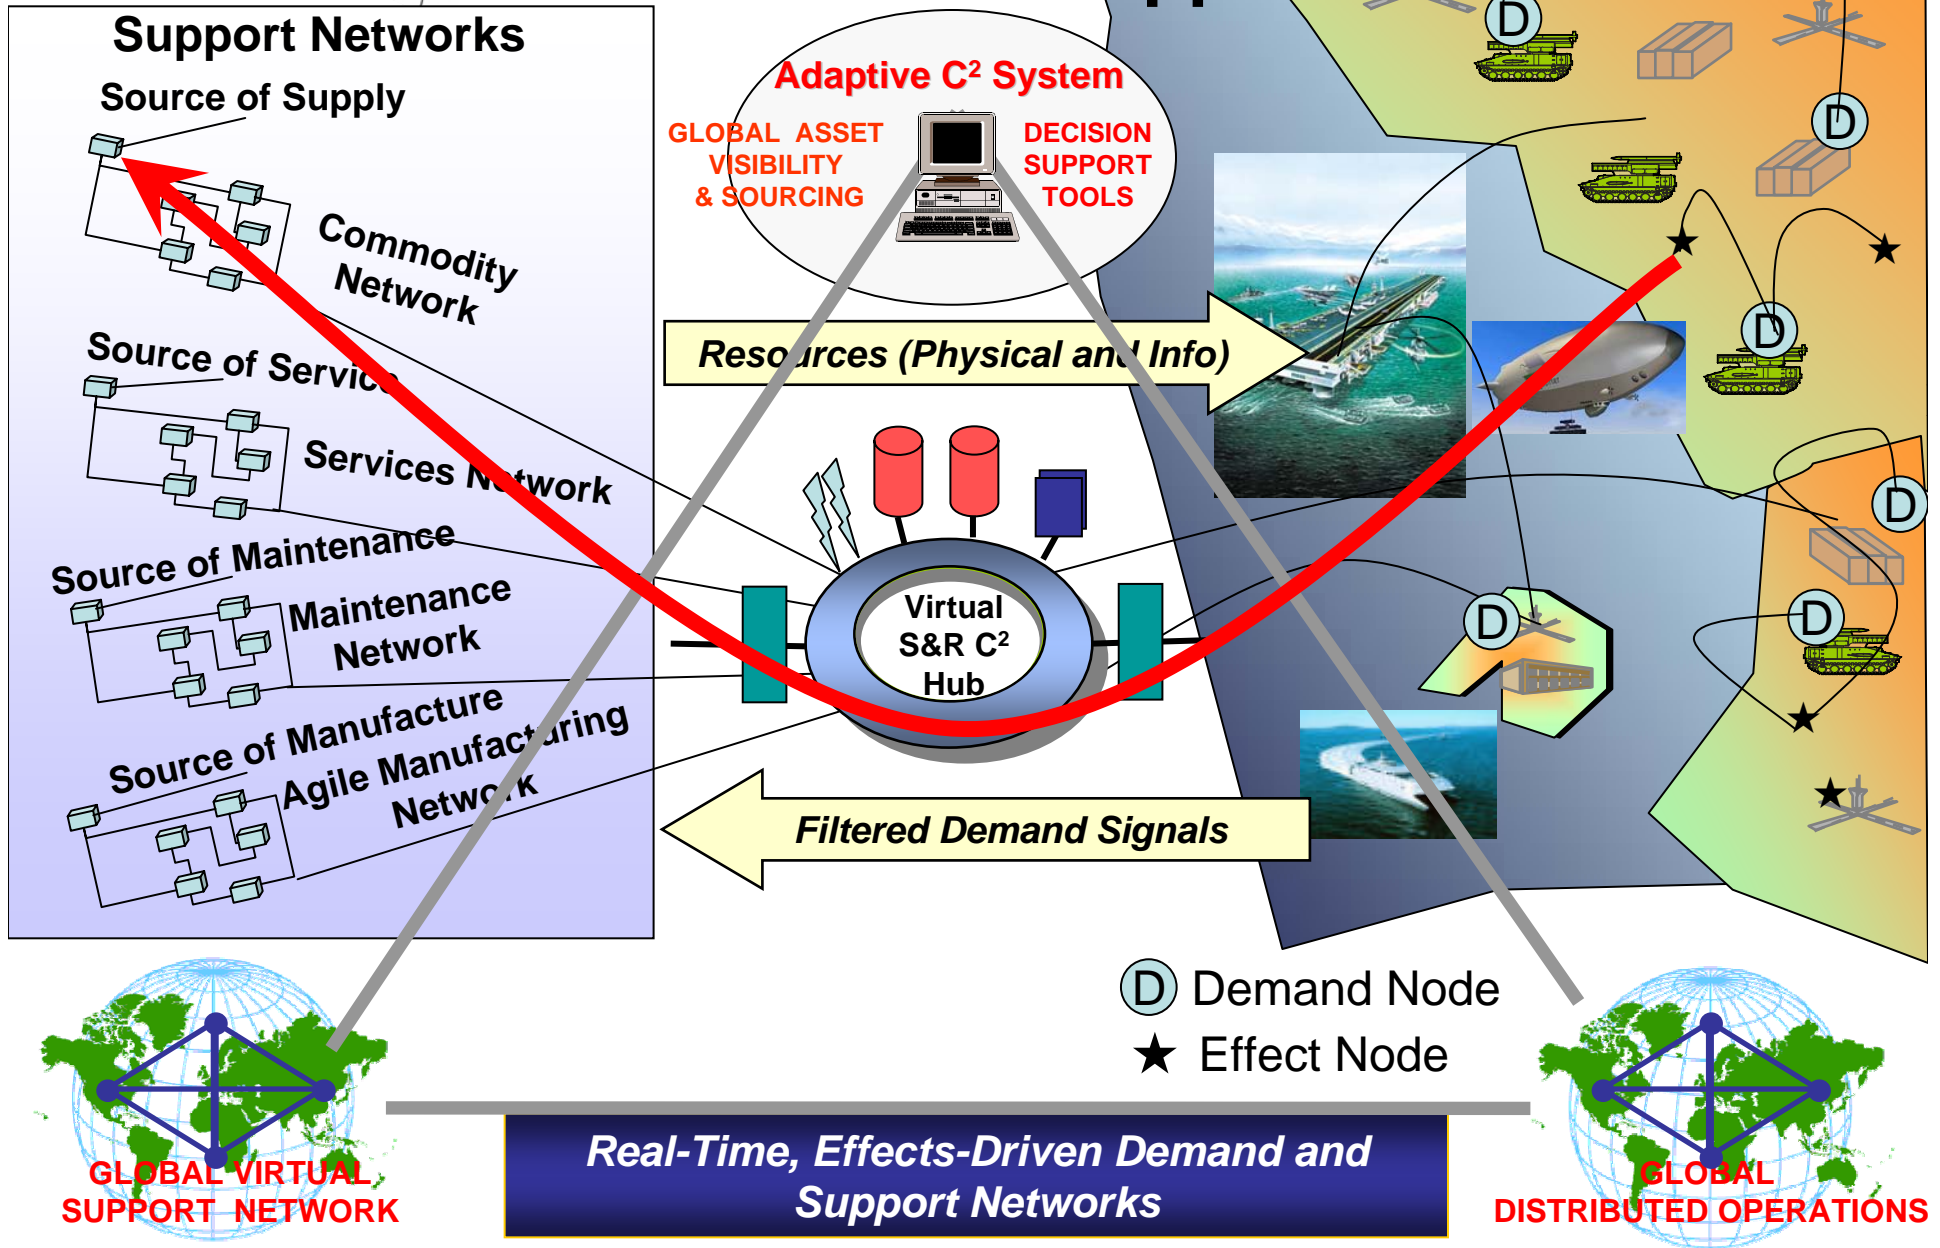 Support Networks
Source of Supply
Commodity
Network
Source of Service
Services Network
Source of Maintenance
Maintenance
Network
Source of Manufacture
Agile Manufacturing
Network
Adaptive C² System
GLOBAL ASSET
VISIBILITY
& SOURCING
DECISION
SUPPORT
TOOLS
Resources (Physical and Info)
Virtual
S&R C²
Hub
Filtered Demand Signals
D
D
D
D
D
D
D Demand Node
Effect Node
GLOBAL VIRTUAL
SUPPORT NETWORK
Real-Time, Effects-Driven Demand and
Support Networks
GLOBAL
DISTRIBUTED OPERATIONS